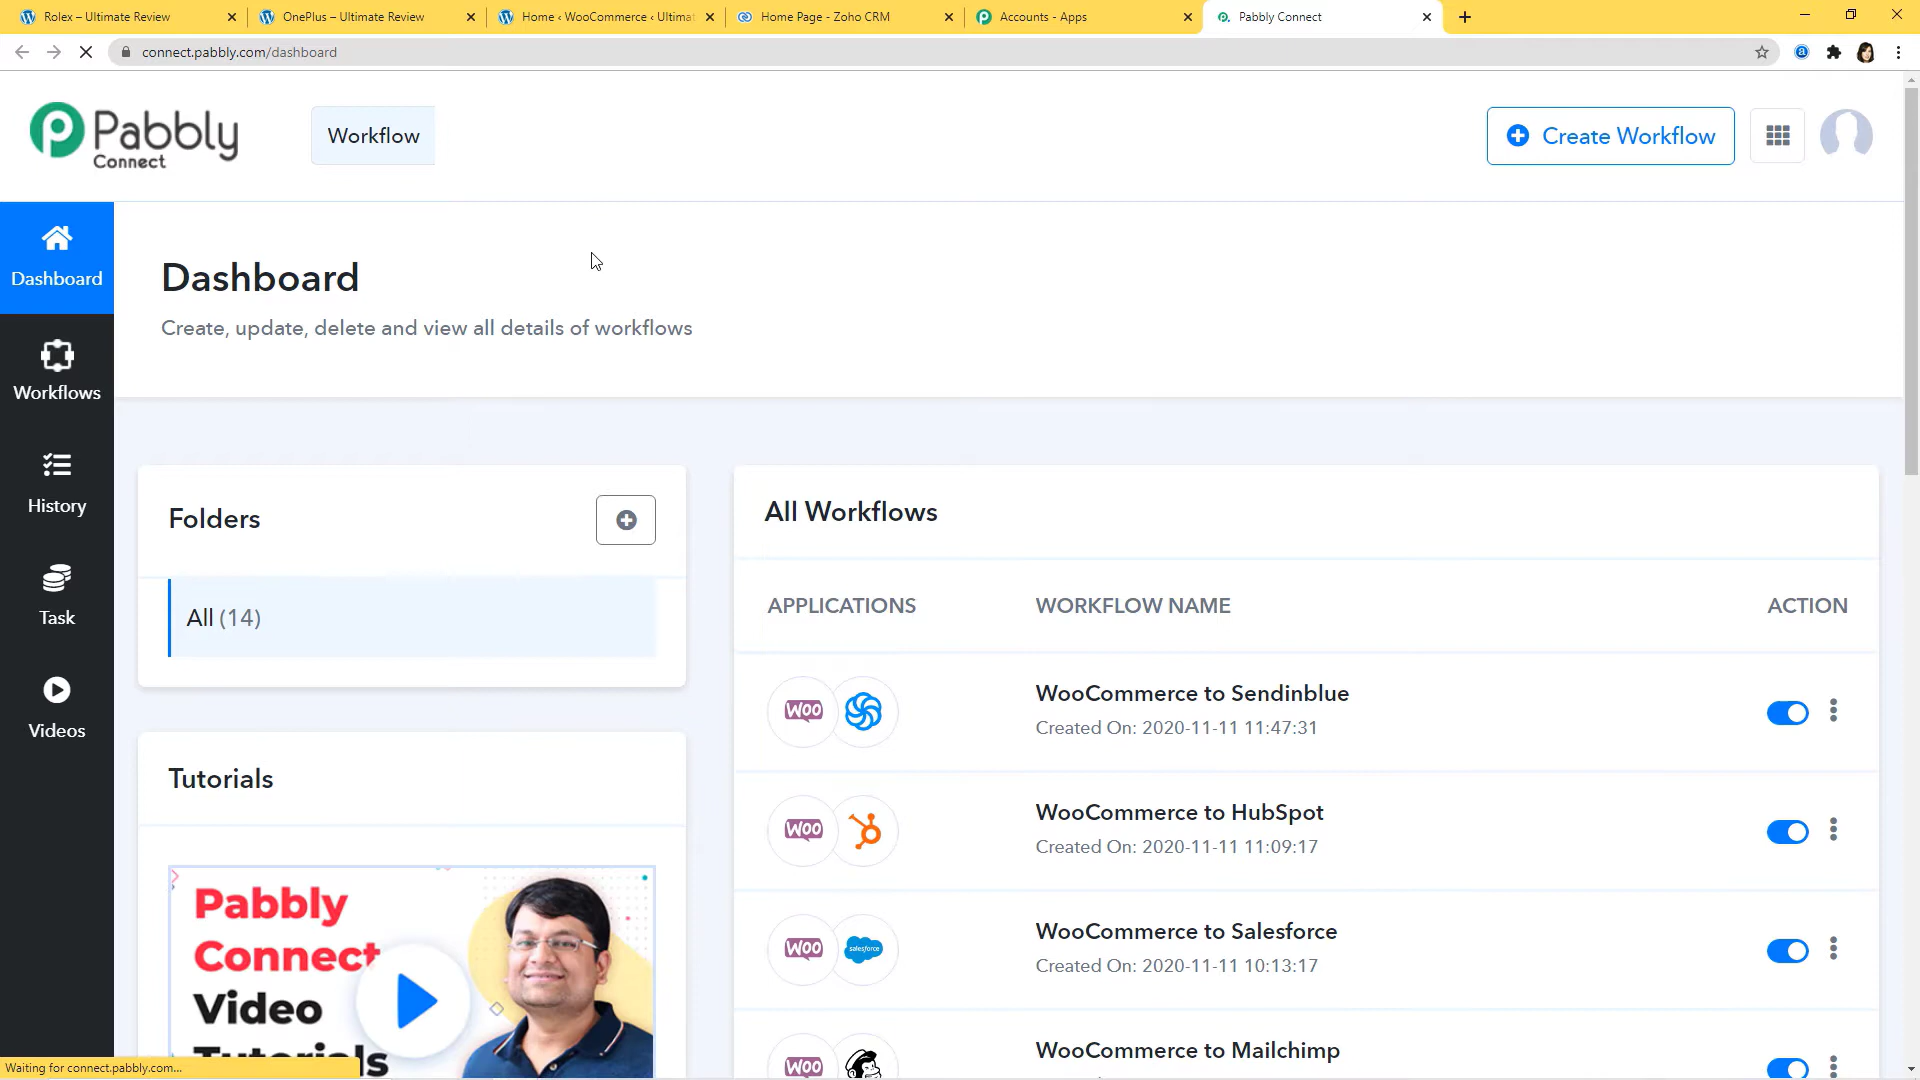 Rolex – Ultimate Review
OnePlus – Ultimate Review
Home ‹ WooCommerce ‹ Ultimat
Home Page - Zoho CRM
Accounts - Apps
Pabbly Connect
connect.pabbly.com/dashboard
Pabbly
Connect
Workflow
Create Workflow
Dashboard
Workflows
History
Task
Videos
Dashboard
Create, update, delete and view all details of workflows
Folders
All (14)
Tutorials
Pabbly
Connect
Video
Tutorials
All Workflows
APPLICATIONS WORKFLOW NAME ACTION
WOO
WooCommerce to Sendinblue
Created On: 2020-11-11 11:47:31
WOO
WooCommerce to HubSpot
Created On: 2020-11-11 11:09:17
WOO salesforce
WooCommerce to Salesforce
Created On: 2020-11-11 10:13:17
WOO
WooCommerce to Mailchimp
Waiting for connect.pabbly.com...